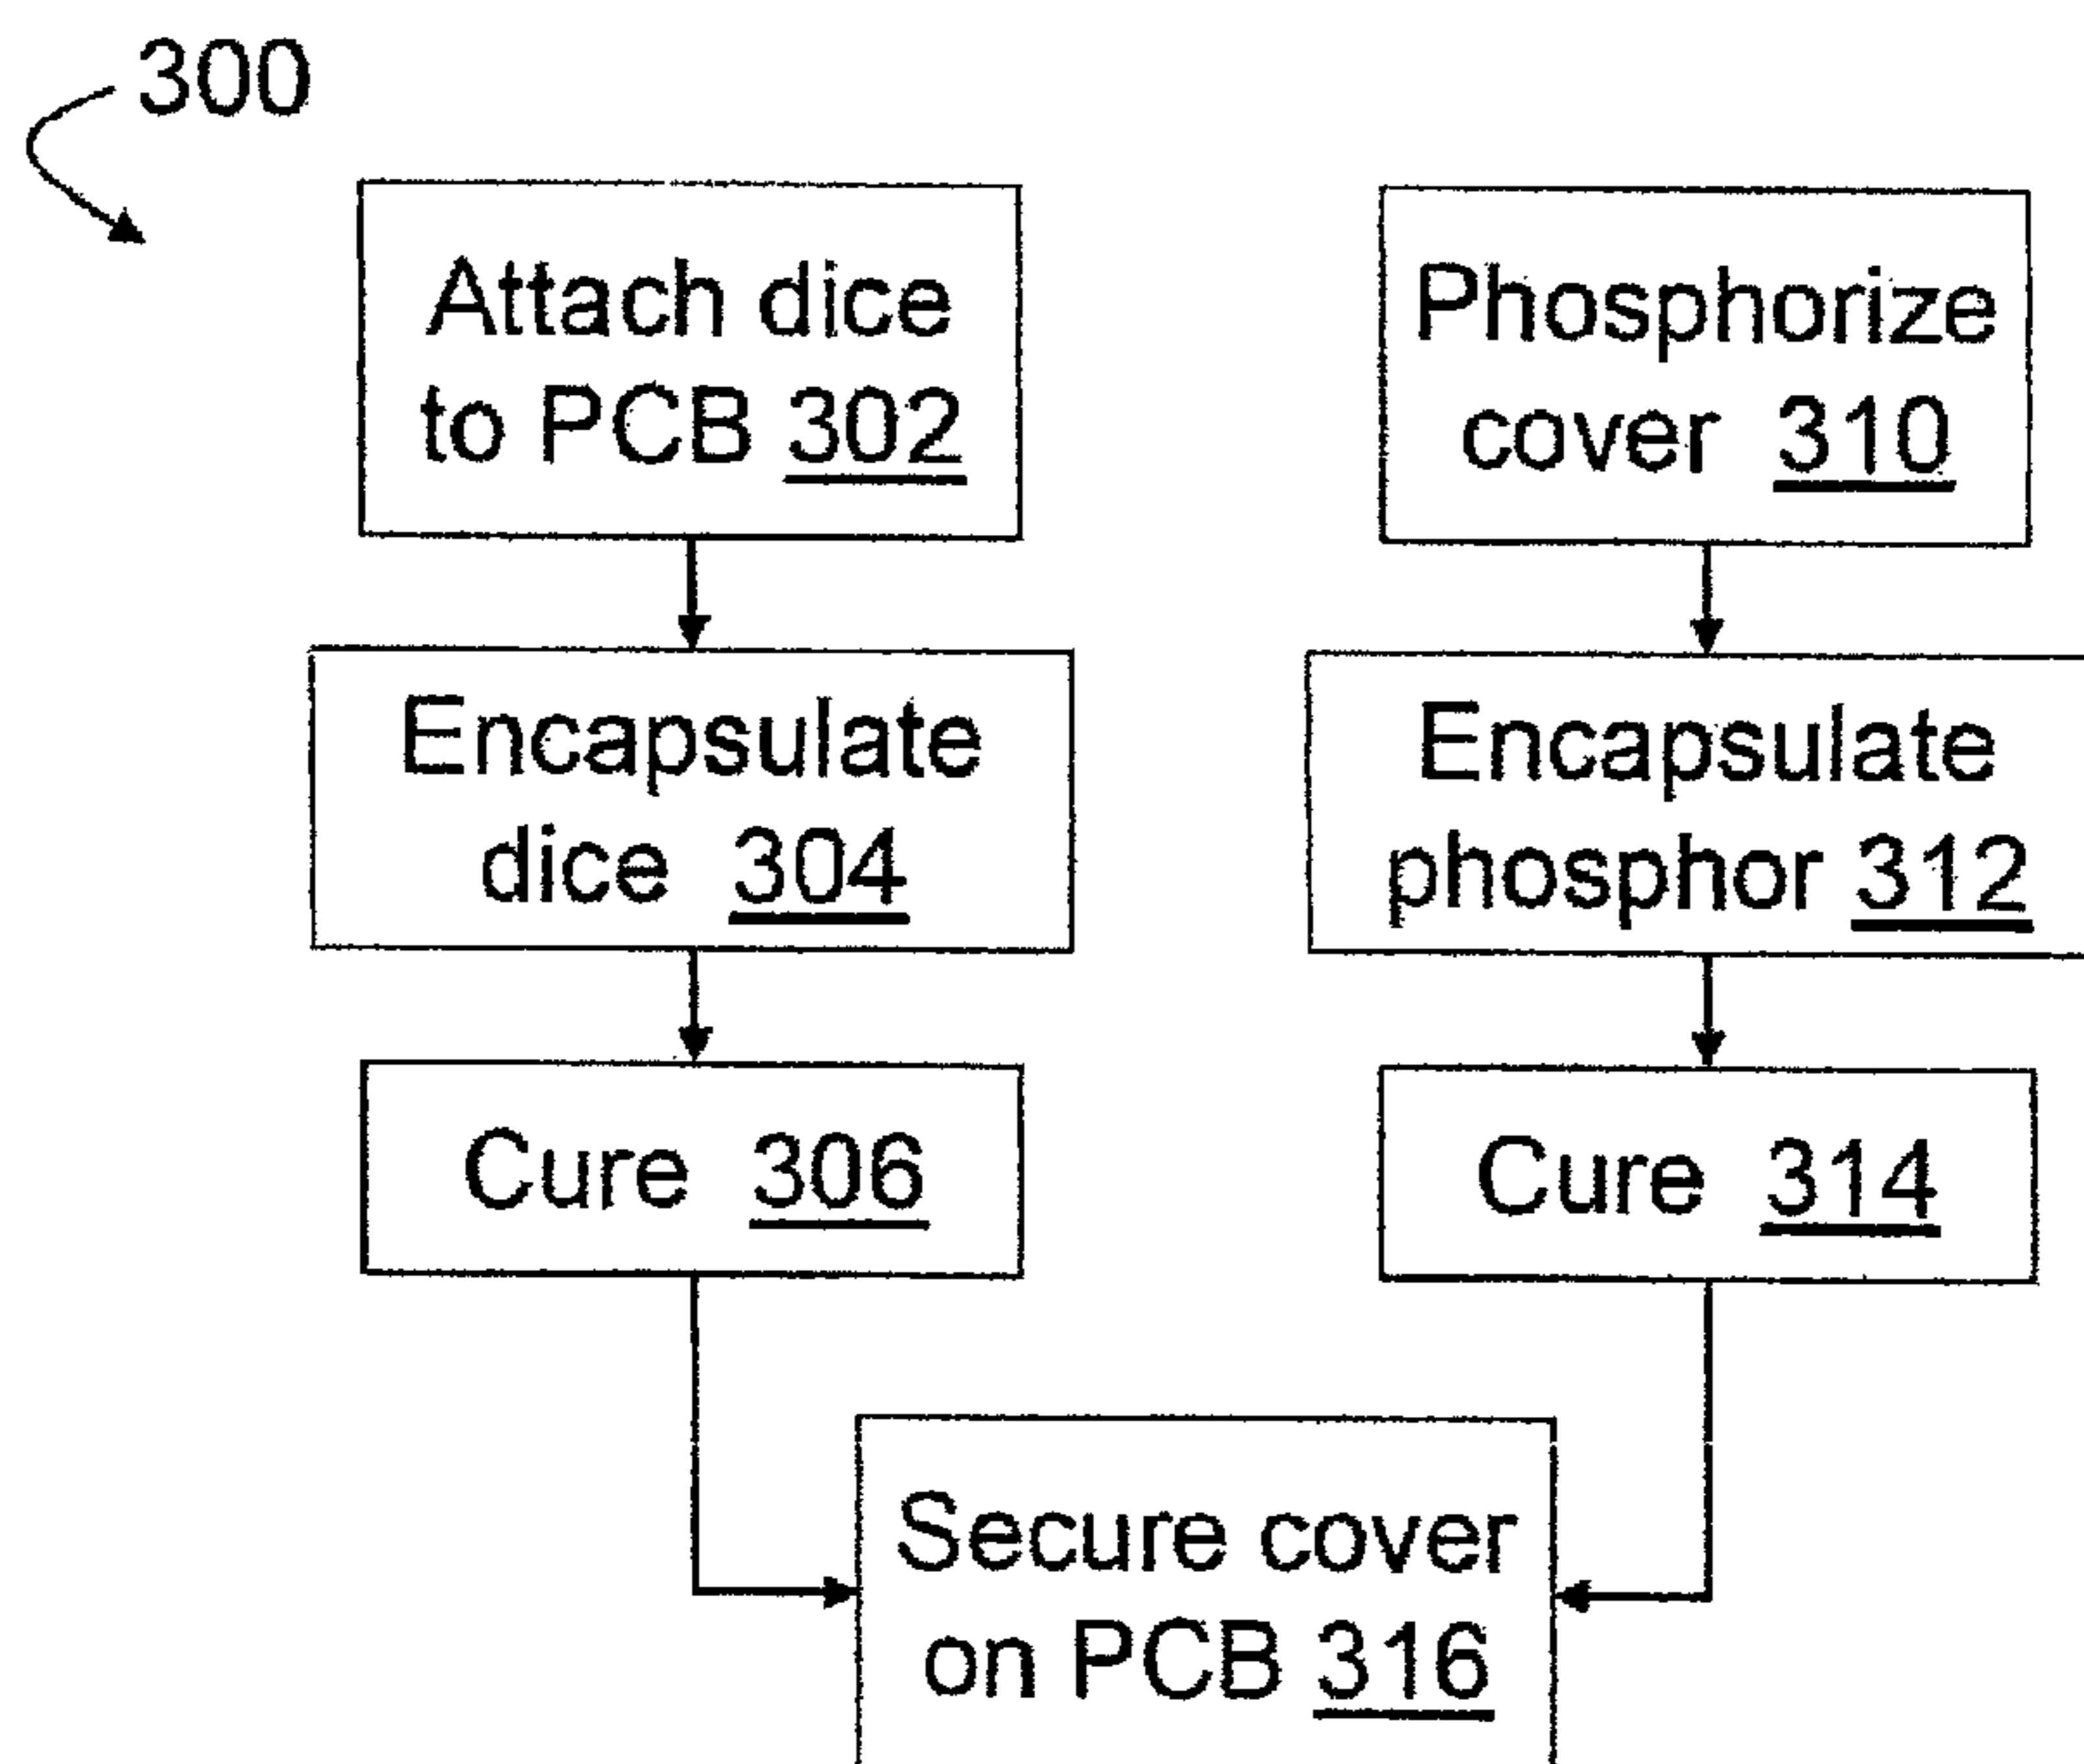 300
Attach dice
to PCB 302
Encapsulate
dice 304
Cure 306
Phosphorize
cover 310
Encapsulate
phosphor 312
Cure 314
Secure cover
on PCB 316